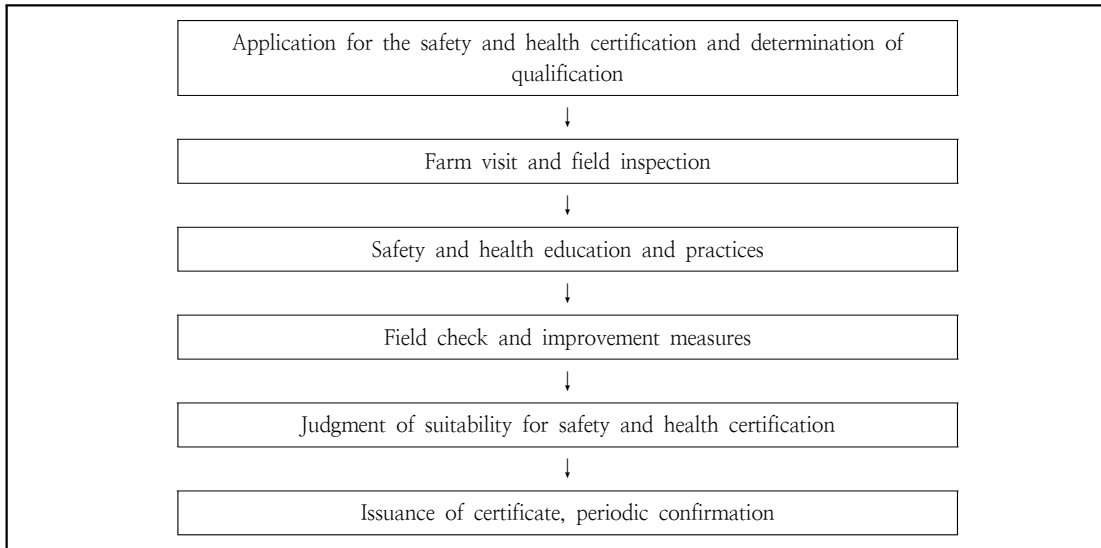 Application for the safety and health certification and determination of
qualification
↓
Farm visit and field inspection
↓
Safety and health education and practices
↓
Field check and improvement measures
↓
Judgment of suitability for safety and health certification
↓
Issuance of certificate, periodic confirmation